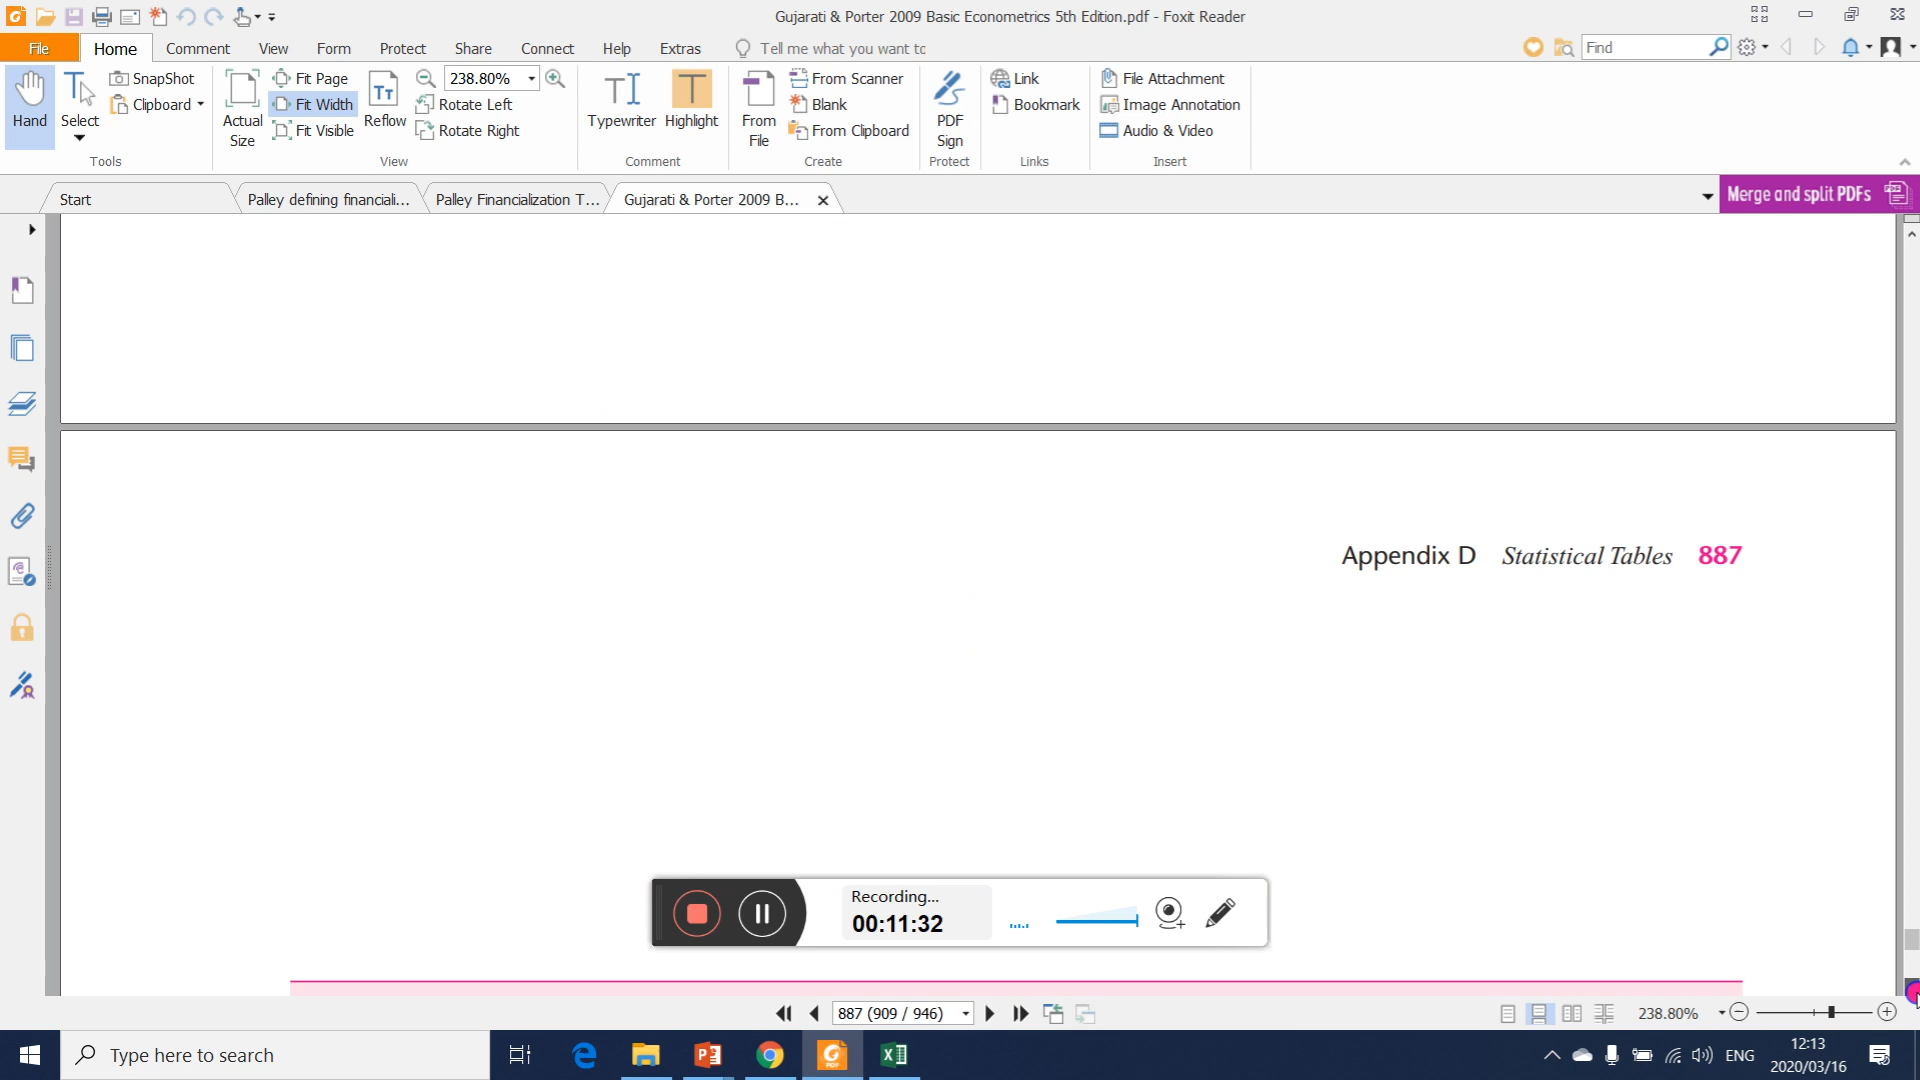 Gujarati & Porter 2009 Basic Econometrics 5th Edition.pdf - Foxit Reader
File Home Comment View Form Protect Share Connect Help Extras Tell me what you want to Find
Hand
Select
SnapShot
Clipboard
Tools
Actual Size
Fit Page
Fit Width
Fit Visible
Reflow
238.80%
Rotate Left
Rotate Right
View
Typewriter
Highlight
Comment
From File
From Scanner
Blank
From Clipboard
Create
PDF Sign
Protect
Link
Bookmark
Links
File Attachment
Image Annotation
Audio & Video
Insert
Start Palley defining financiali... Palley Financialization T... Gujarati & Porter 2009 B... Merge and split PDFs
Appendix D Statistical Tables 887
Recording...
00:11:32
887 (909 / 946) 238.80%
Type here to search
ENG
12:13
2020/03/16